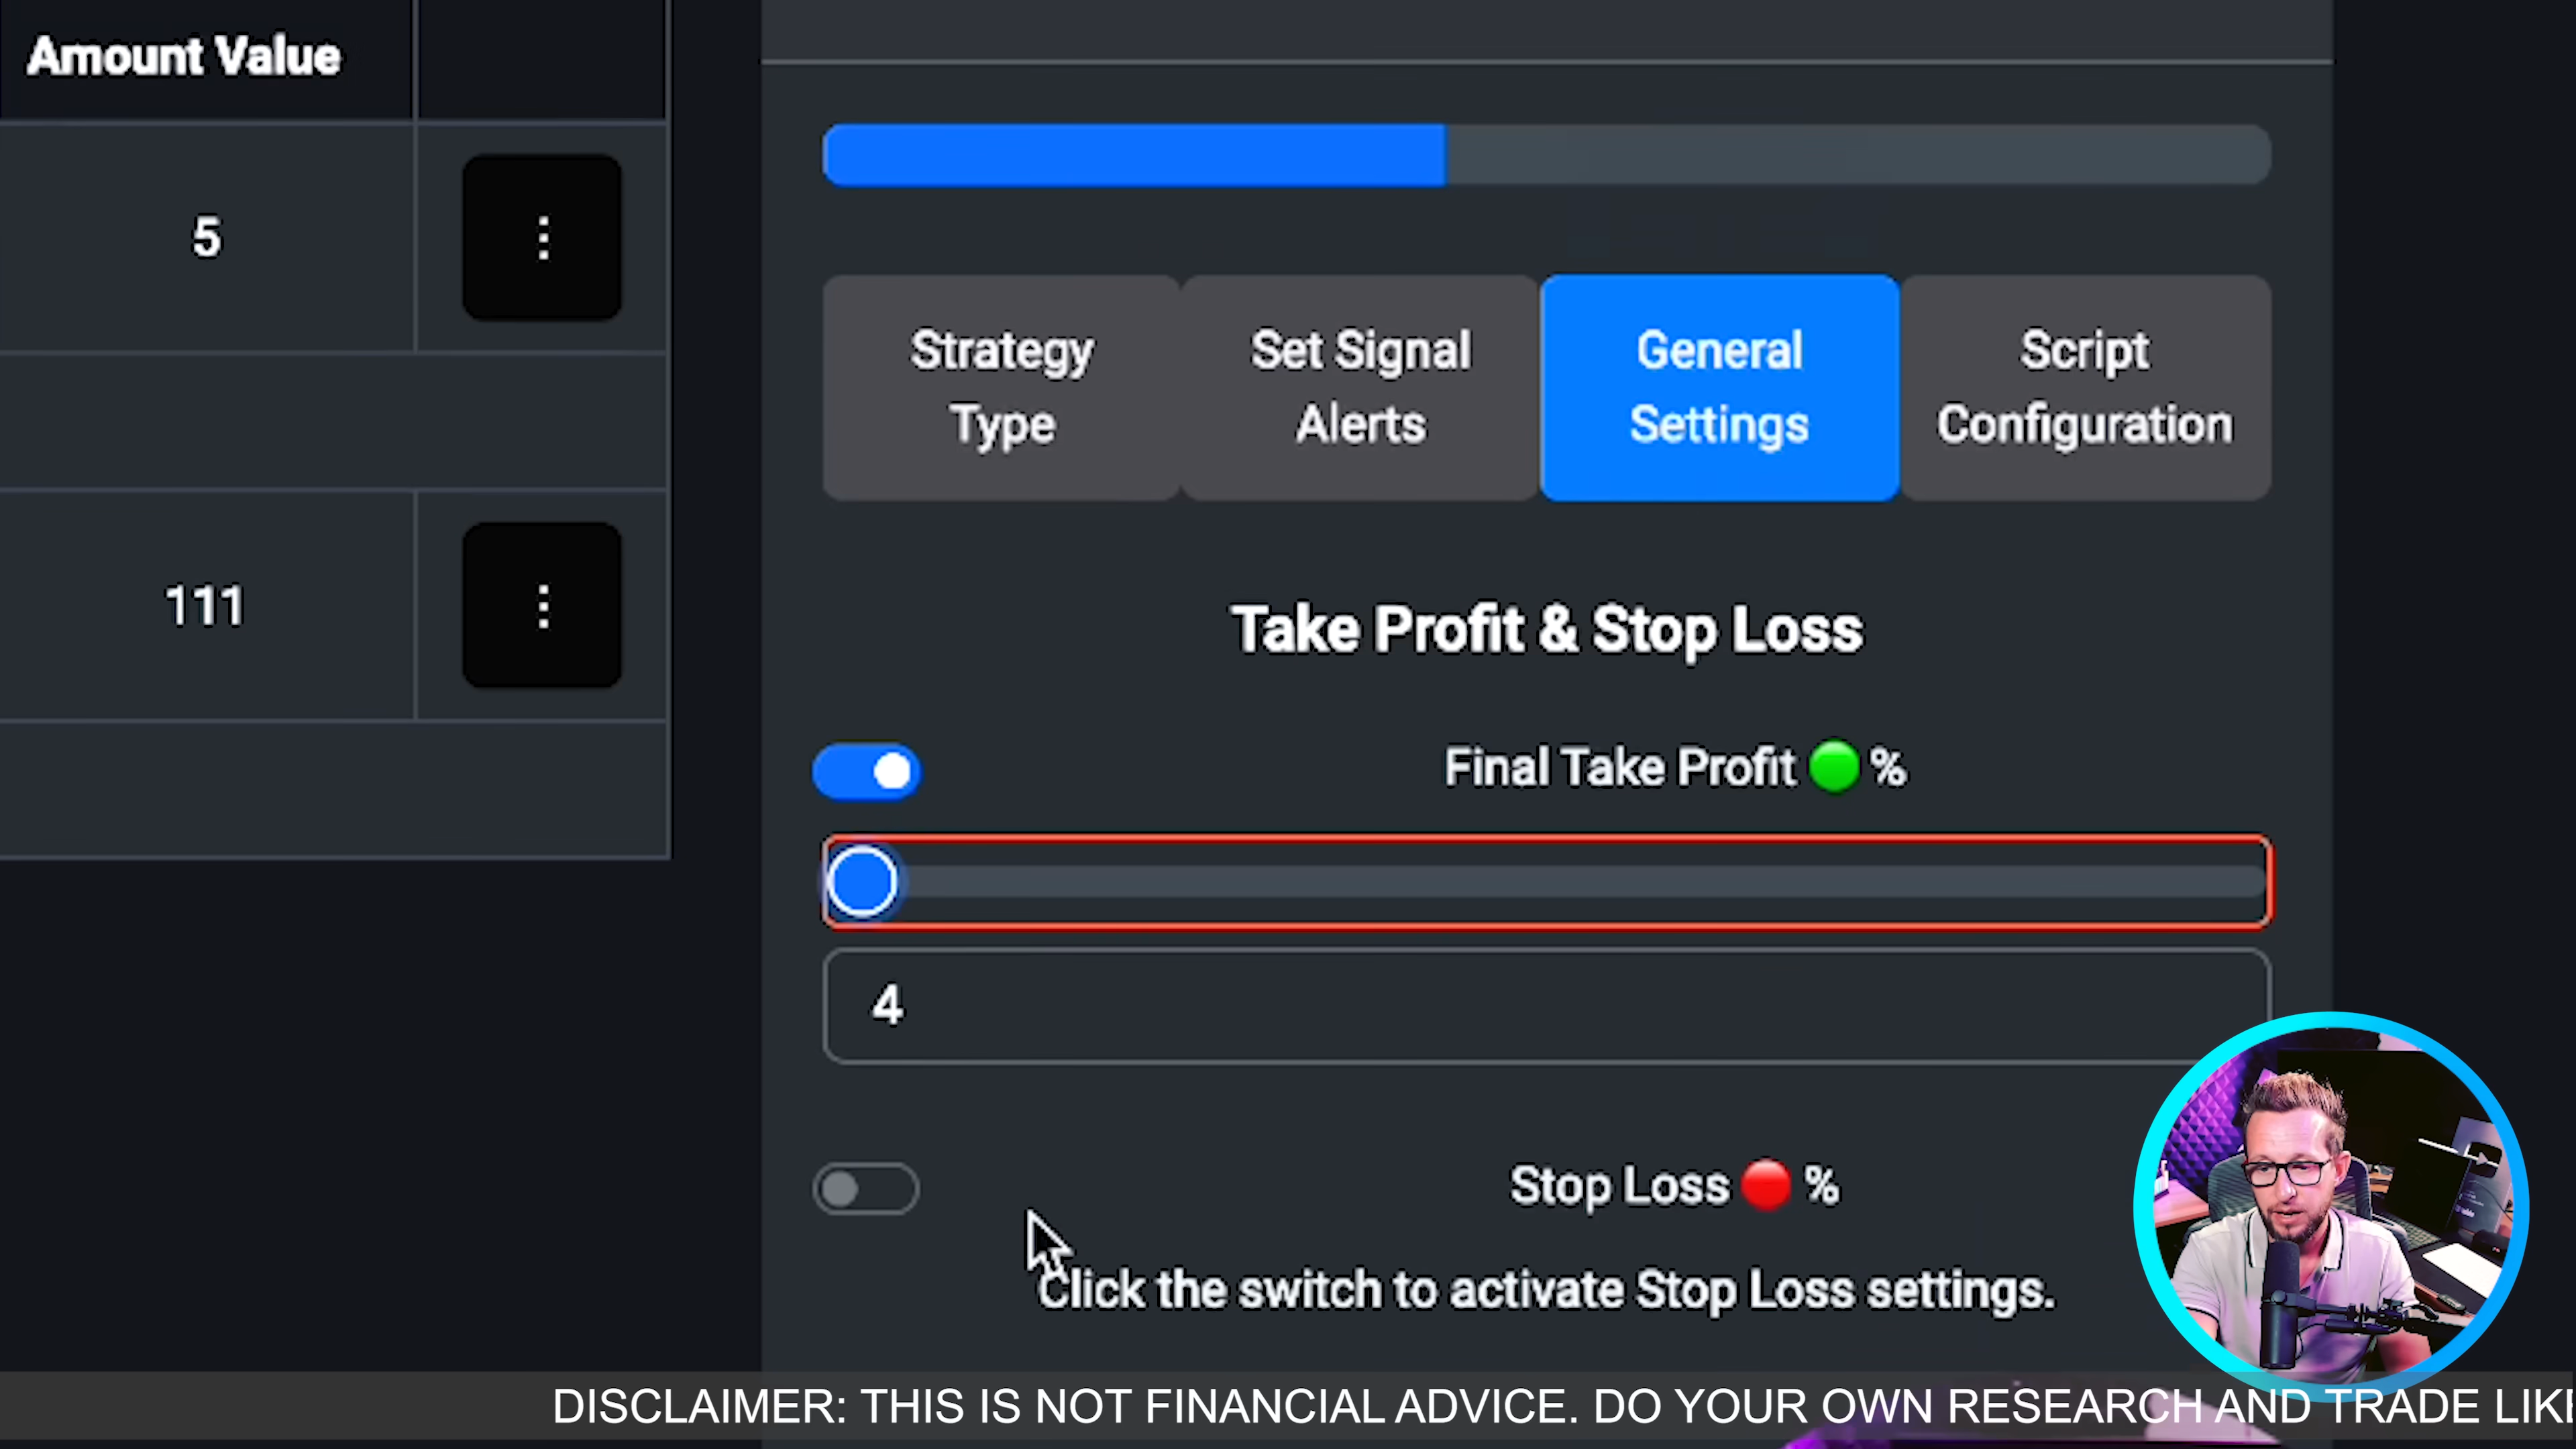 Amount Value
5
111
Strategy
Type
Set Signal
Alerts
General
Settings
Script
Configuration
Take Profit & Stop Loss
Final Take Profit 🟢 %
4
Stop Loss 🔴 %
Click the switch to activate Stop Loss settings.
DISCLAIMER: THIS IS NOT FINANCIAL ADVICE. DO YOUR OWN RESEARCH AND TRADE LIKE